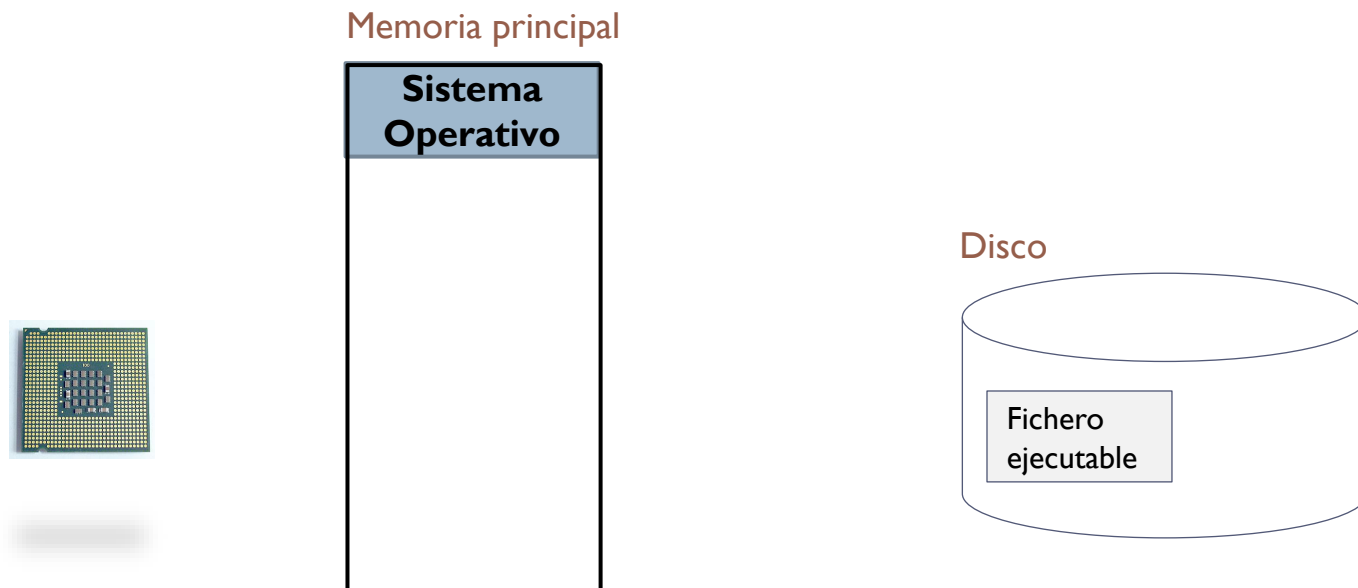 Memoria principal
Sistema
Operativo
Disco
Fichero
ejecutable